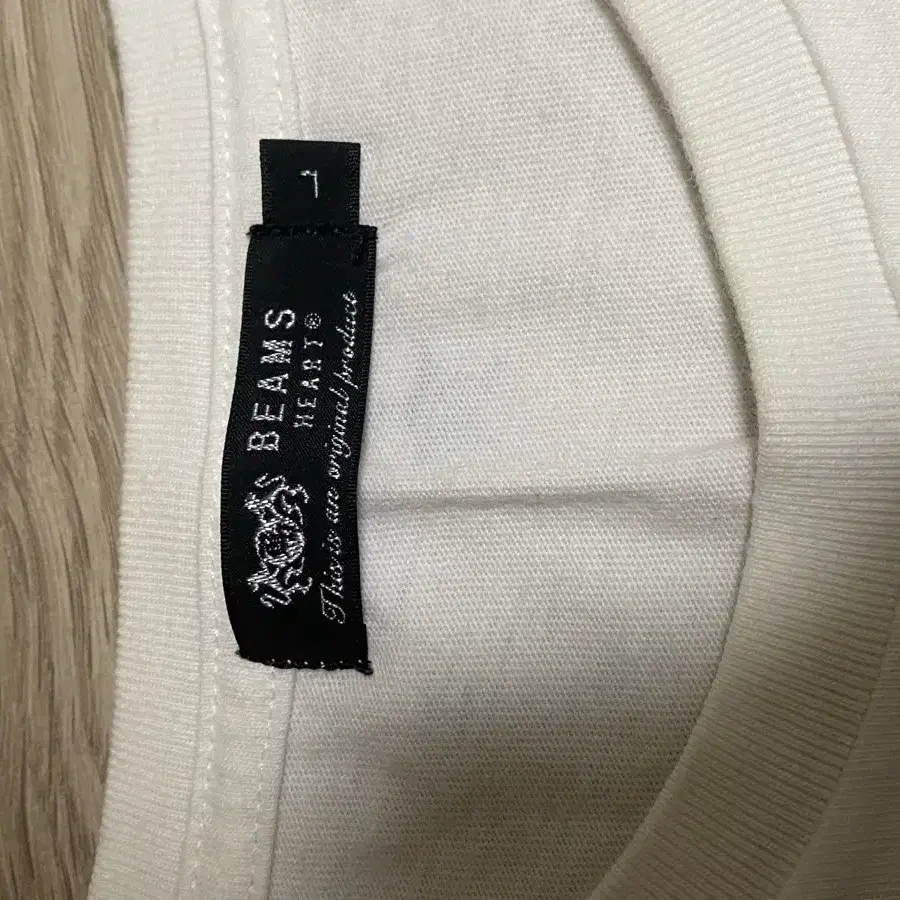 BEAMS
HEART®
This is an original product
L